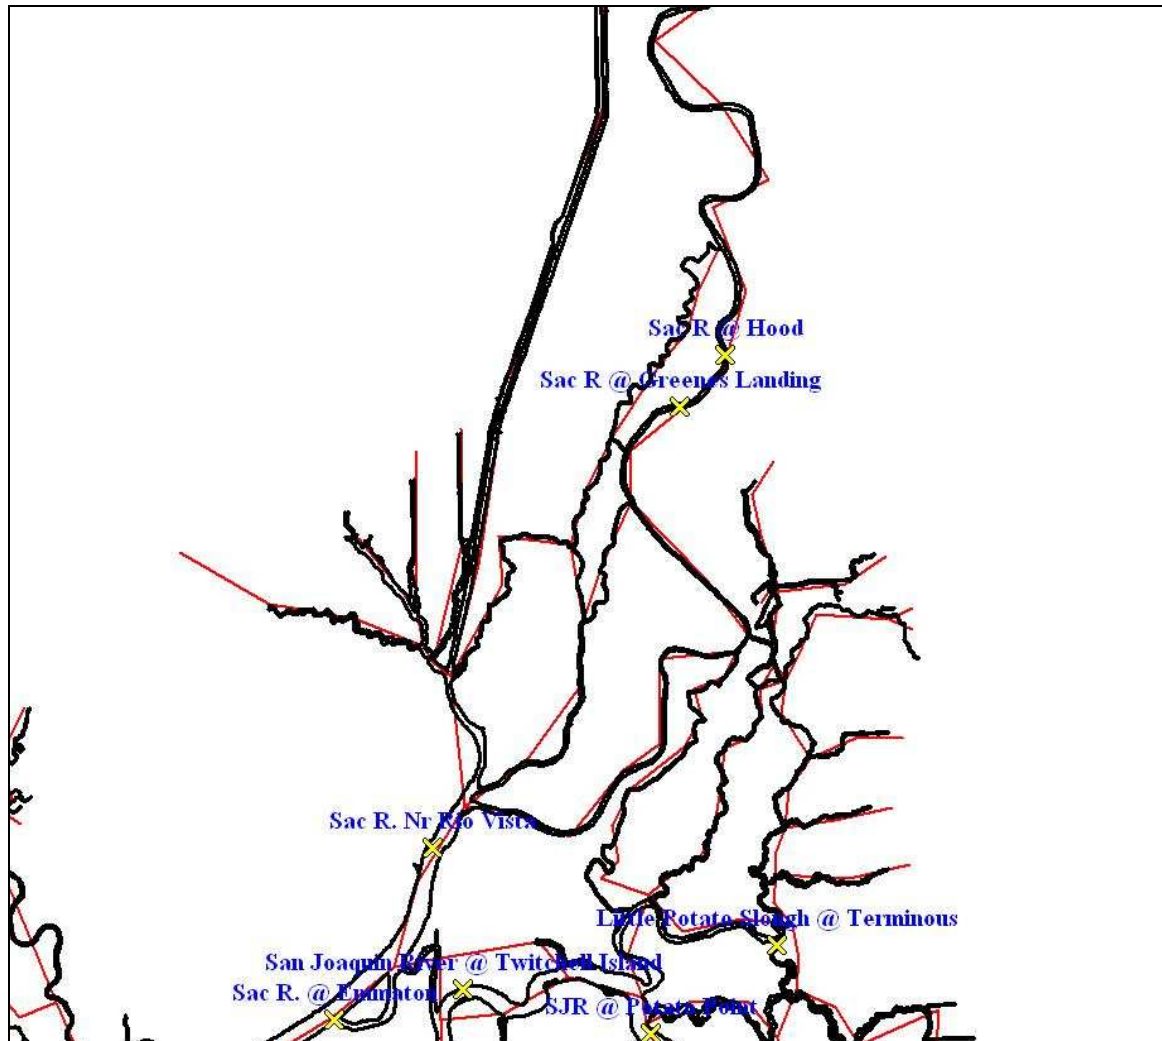 Sac R @ Hood
Sac R @ Greenes Landing
Sac R. Nr Rio Vista
Little Potato Slough @ Terminous
San Joaquin River @ Twitchell Island
Sac R. @ Emmaton
SJR @ Potato Point